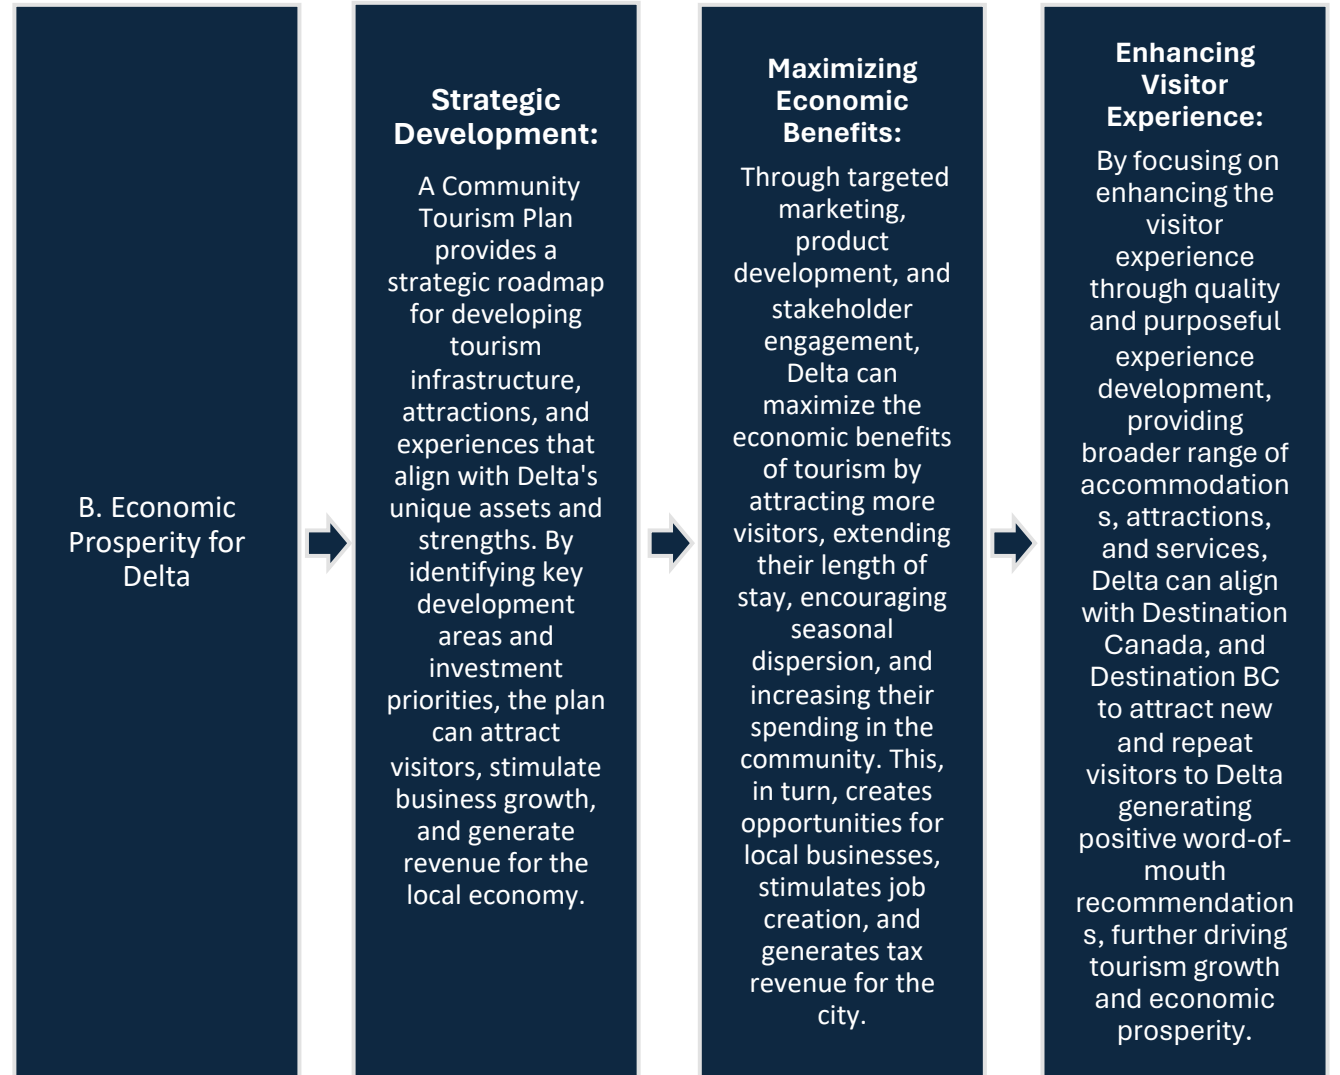 B. Economic
Prosperity for
Delta
Strategic
Development:
A Community
Tourism Plan
provides a
strategic roadmap
for developing
tourism
infrastructure,
attractions, and
experiences that
align with Delta's
unique assets and
strengths. By
identifying key
development
areas and
investment
priorities, the plan
can attract
visitors, stimulate
business growth,
and generate
revenue for the
local economy.
Maximizing
Economic
Benefits:
Through targeted
marketing,
product
development, and
stakeholder
engagement,
Delta can
maximize the
economic benefits
of tourism by
attracting more
visitors, extending
their length of
stay, encouraging
seasonal
dispersion, and
increasing their
spending in the
community. This,
in turn, creates
opportunities for
local businesses,
stimulates job
creation, and
generates tax
revenue for the
city.
Enhancing
Visitor
Experience:
By focusing on
enhancing the
visitor
experience
through quality
and purposeful
experience
development,
providing
broader range of
accommodation
s, attractions,
and services,
Delta can align
with Destination
Canada, and
Destination BC
to attract new
and repeat
visitors to Delta
generating
positive word-of-
mouth
recommendation
s, further driving
tourism growth
and economic
prosperity.